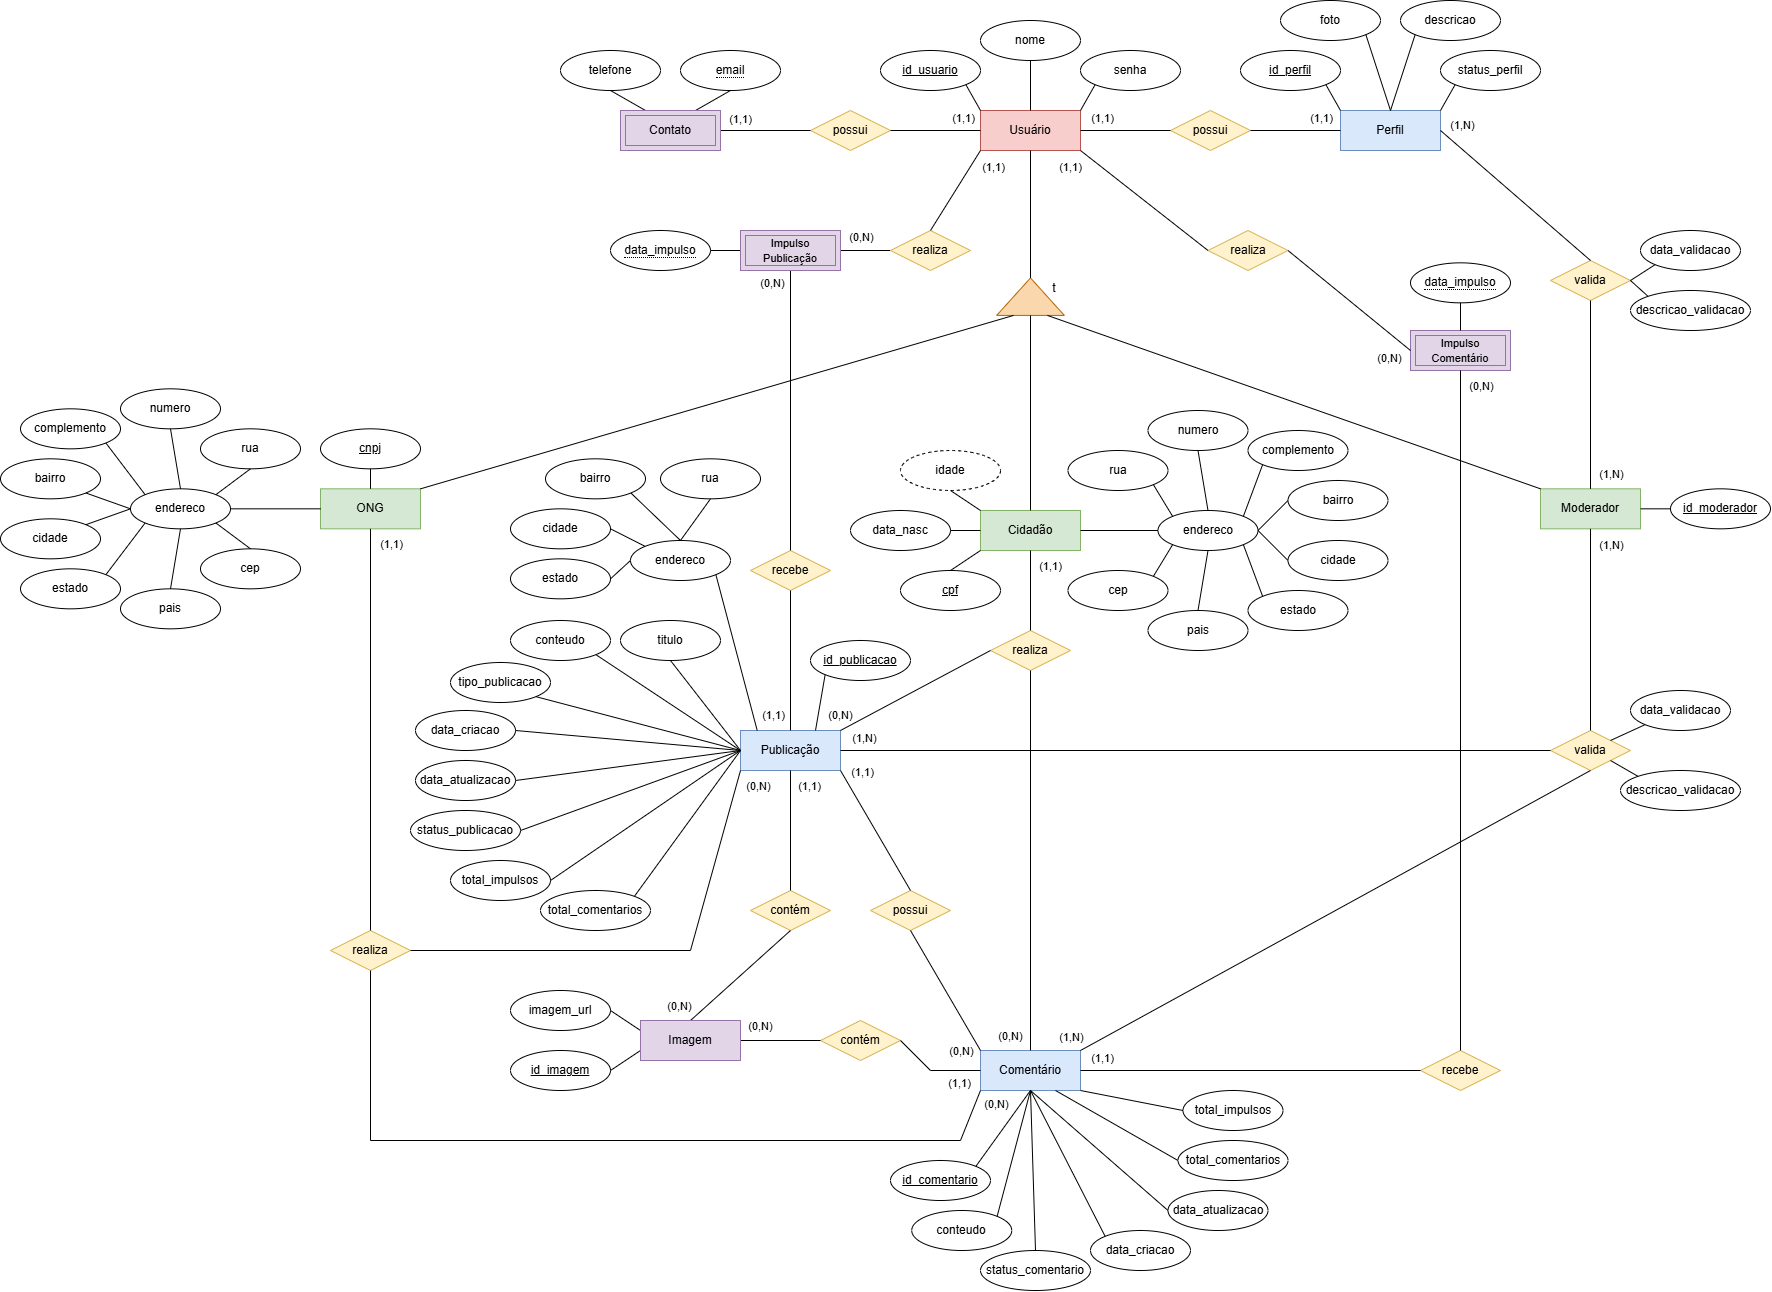 foto
descricao
nome
telefone
email
id_usuario
senha
id_perfil
status_perfil
Contato
(1,1)
possui
(1,1)
Usuário
(1,1)
possui
(1,1)
Perfil
(1,N)
(1,1)
(1,1)
data_impulso
Impulso
Publicação
(0,N)
realiza
realiza
data_validacao
(0,N)
t
data_impulso
valida
descricao_validacao
Impulso
Comentário
(0,N)
(0,N)
numero
complemento
rua
cnpj
bairro
endereco
ONG
cidade
(1,1)
cep
estado
pais
bairro
rua
cidade
endereco
estado
recebe
idade
data_nasc
Cidadão
cpf
(1,1)
numero
complemento
rua
bairro
endereco
cidade
cep
estado
pais
(1,N)
Moderador
id_moderador
(1,N)
conteudo
titulo
tipo_publicacao
id_publicacao
realiza
data_criacao
(1,1)
(0,N)
Publicação
(1,N)
data_atualizacao
(0,N)
(1,1)
(1,1)
status_publicacao
total_impulsos
total_comentarios
data_validacao
valida
descricao_validacao
contém
possui
realiza
(0,N)
imagem_url
Imagem
(0,N)
contém
id_imagem
(0,N)
(1,N)
(0,N)
Comentário
(1,1)
recebe
(1,1)
(0,N)
total_impulsos
total_comentarios
id_comentario
data_atualizacao
conteudo
data_criacao
status_comentario